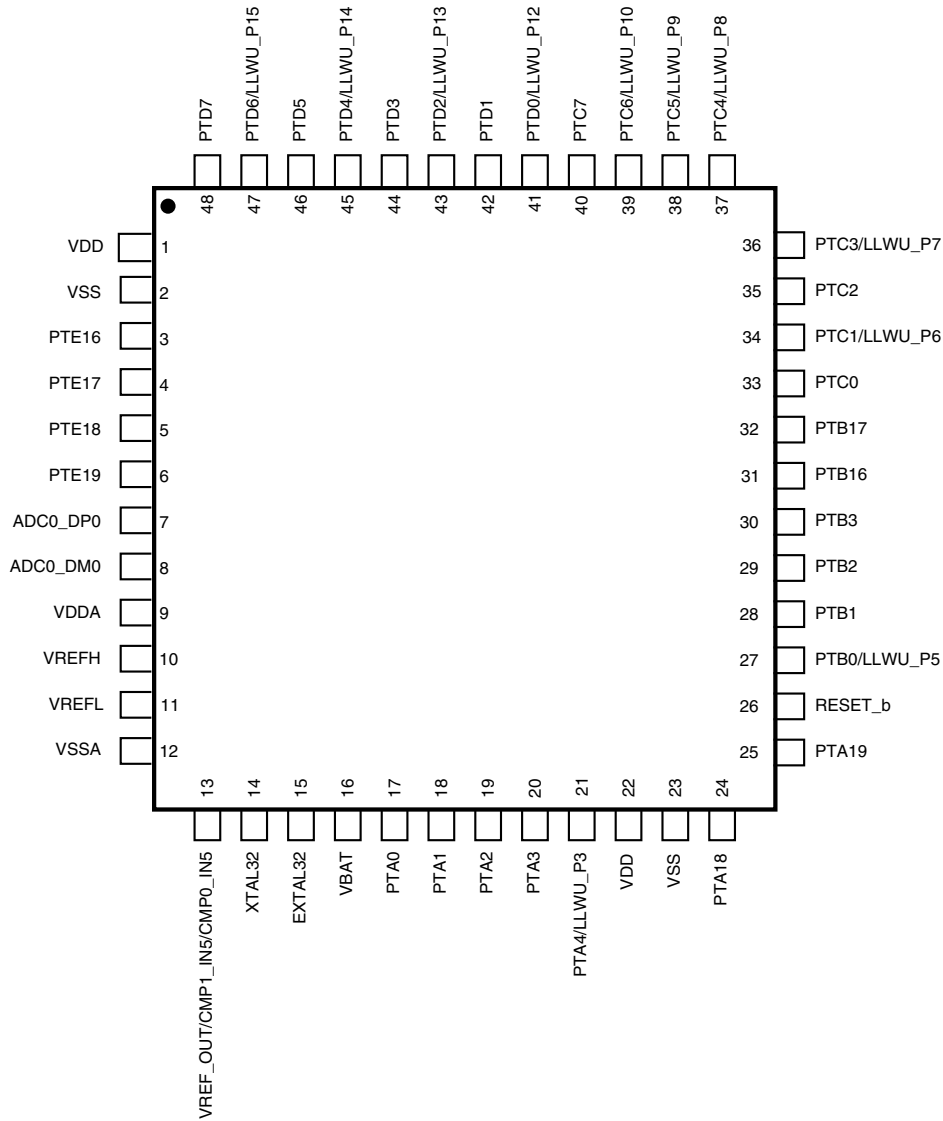 PTD7
PTD6/LLWU_P15
PTD5
PTD4/LLWU_P14
PTD3
PTD2/LLWU_P13
PTD1
PTD0/LLWU_P12
PTC7
PTC6/LLWU_P10
PTC5/LLWU_P9
PTC4/LLWU_P8
48
47
46
45
44
43
42
41
40
39
38
37
VDD 1
VSS 2
PTE16 3
PTE17 4
PTE18 5
PTE19 6
ADC0_DP0 7
ADC0_DM0 8
VDDA 9
VREFH 10
VREFL 11
VSSA 12
36 PTC3/LLWU_P7
35 PTC2
34 PTC1/LLWU_P6
33 PTC0
32 PTB17
31 PTB16
30 PTB3
29 PTB2
28 PTB1
27 PTB0/LLWU_P5
26 RESET_b
25 PTA19
13
14
15
16
17
18
19
20
21
22
23
24
VREF_OUT/CMP1_IN5/CMP0_IN5
XTAL32
EXTAL32
VBAT
PTA0
PTA1
PTA2
PTA3
PTA4/LLWU_P3
VDD
VSS
PTA18